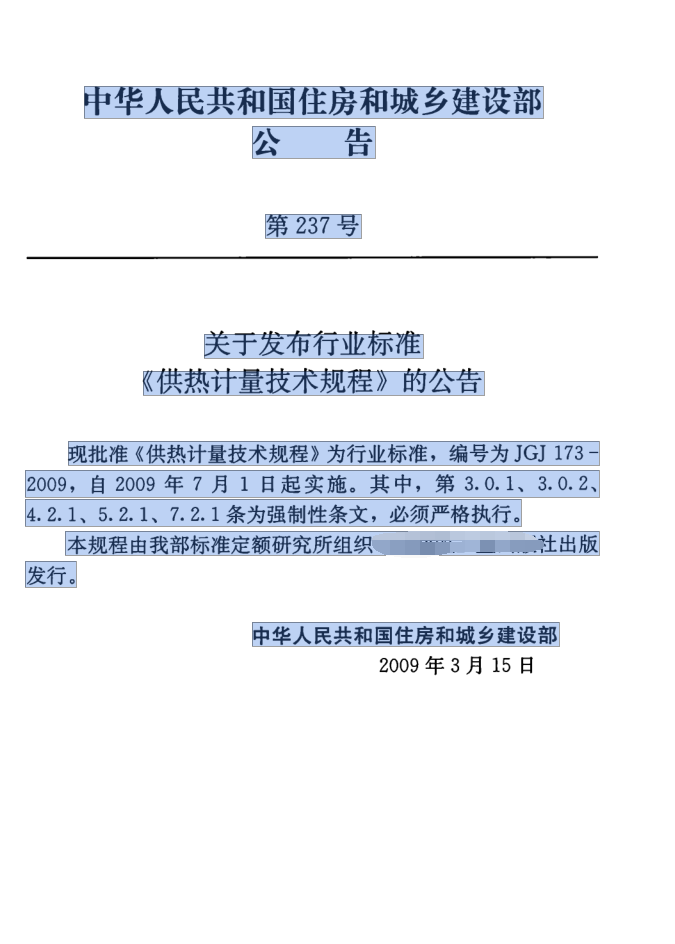 中华人民共和国住房和城乡建设部
公 告
第 237 号
关于发布行业标准
《供热计量技术规程》的公告
现批准《供热计量技术规程》为行业标准，编号为 JGJ 173-
2009，自 2009 年 7 月 1 日起实施。其中，第 3.0.1、3.0.2、
4.2.1、5.2.1、7.2.1 条为强制性条文，必须严格执行。
本规程由我部标准定额研究所组织 社出版
发行。
中华人民共和国住房和城乡建设部
2009 年 3 月 15 日